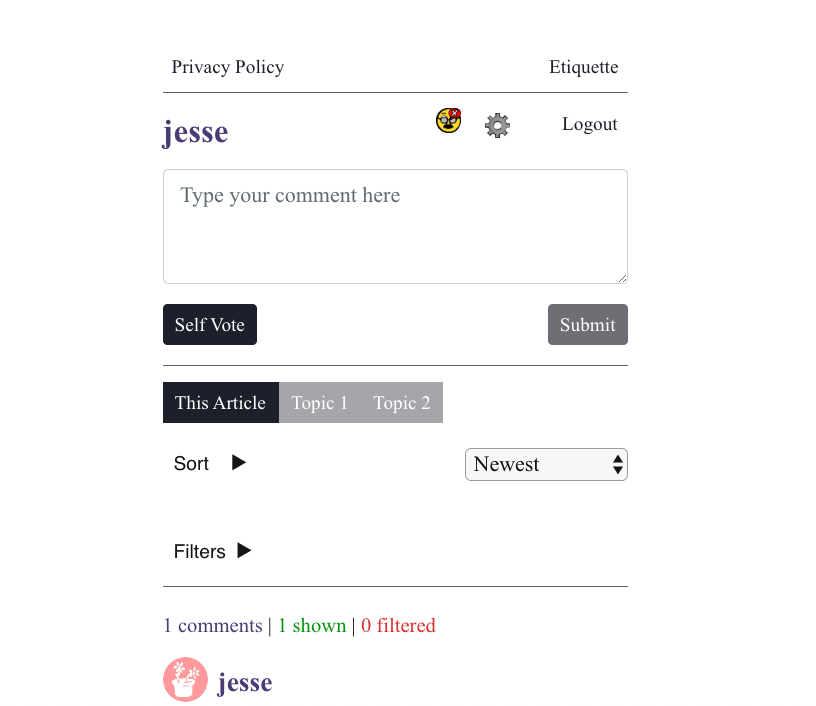 Privacy Policy Etiquette
jesse Logout
Type your comment here
Self Vote Submit
This Article Topic 1 Topic 2
Sort Newest
Filters
1 comments | 1 shown | 0 filtered
jesse